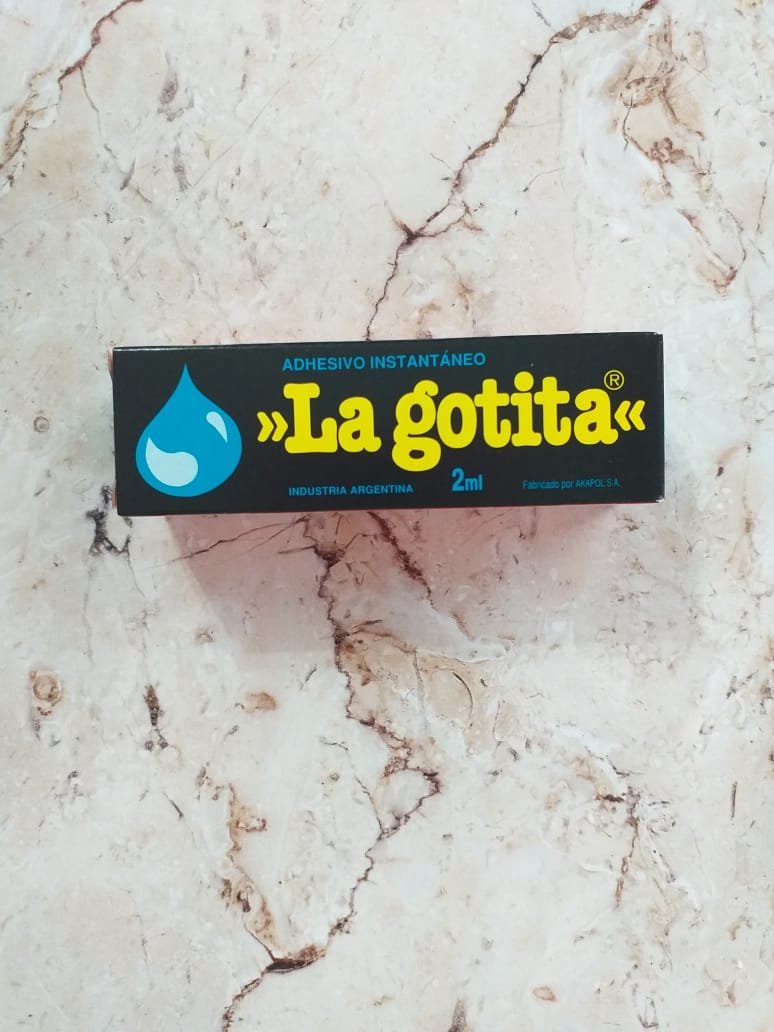 ADHESIVO INSTANTÁNEO
»La gotita«®
INDUSTRIA ARGENTINA 2ml Fabricado por AKAPOL S.A.